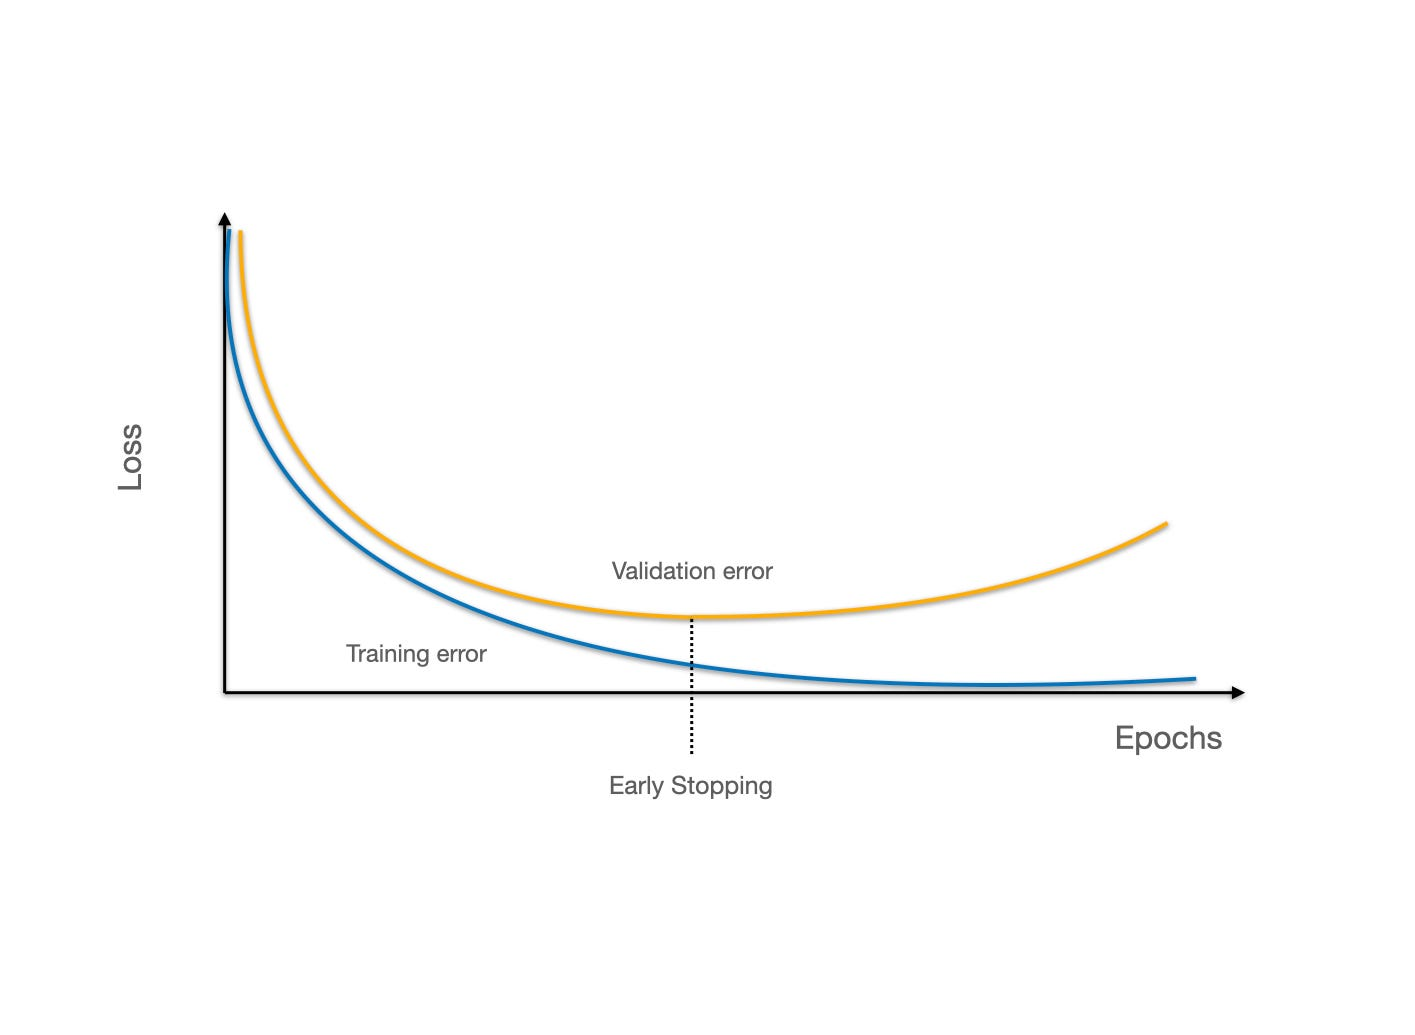 Loss
Validation error
Training error
Epochs
Early Stopping